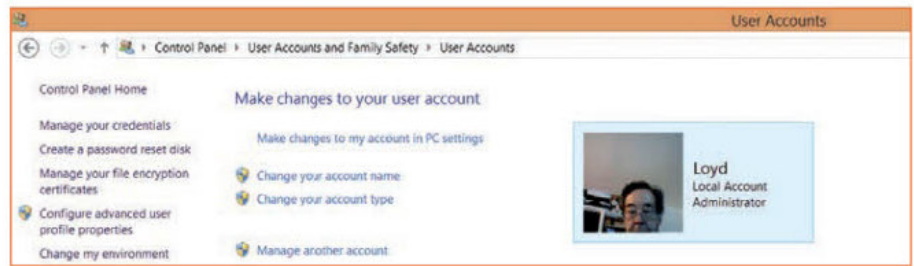 User Accounts
Control Panel ▸ User Accounts and Family Safety ▸ User Accounts
Control Panel Home
Manage your credentials
Create a password reset disk
Manage your file encryption
certificates
Configure advanced user
profile properties
Change my environment
Make changes to your user account
Make changes to my account in PC settings
Change your account name
Change your account type
Manage another account
Loyd
Local Account
Administrator